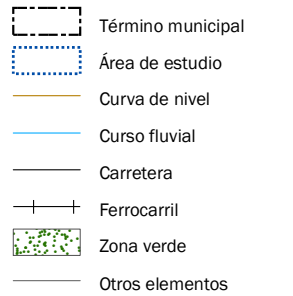 Término municipal
Área de estudio
Curva de nivel
Curso fluvial
Carretera
Ferrocarril
Zona verde
Otros elementos